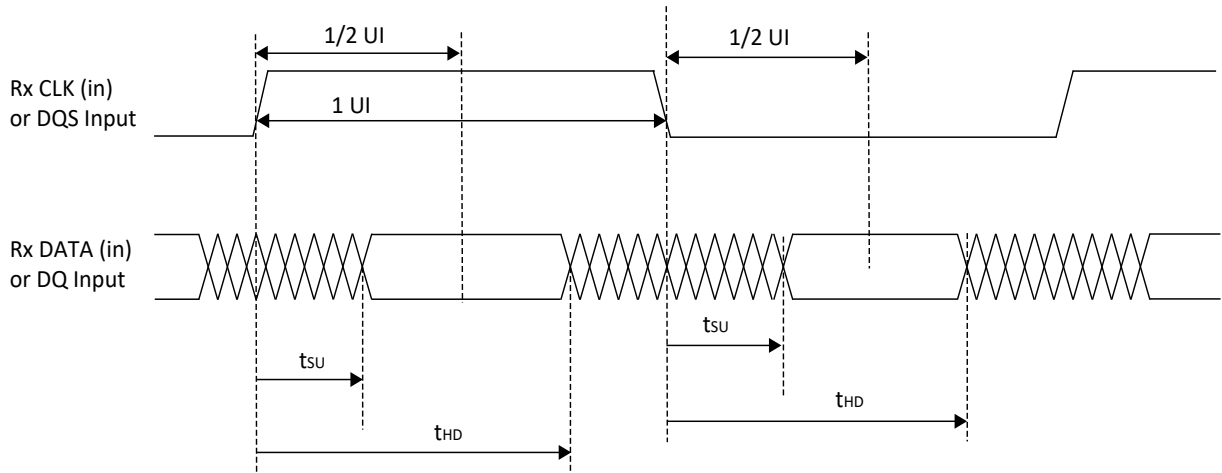 1/2 UI
1/2 UI
Rx CLK (in)
or DQS Input
1 UI
Rx DATA (in)
or DQ Input
tSU
tSU
tHD
tHD